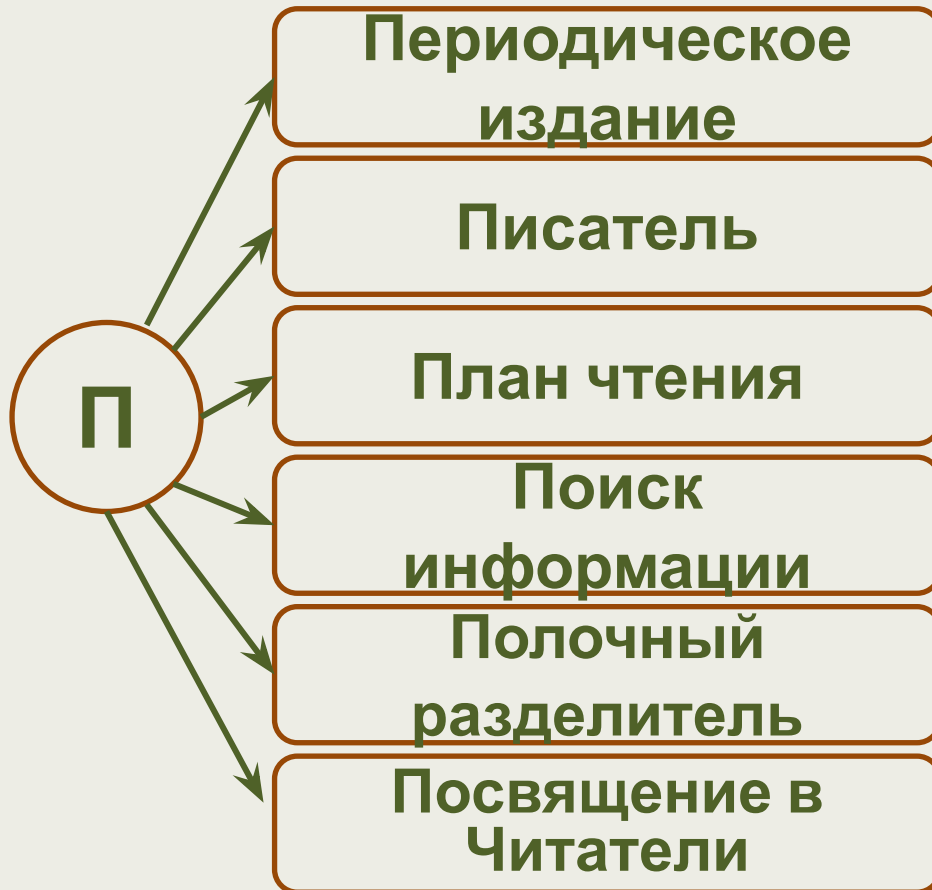 Периодическое
издание
Писатель
План чтения
П
Поиск
информации
Полочный
разделитель
Посвящение в
Читатели